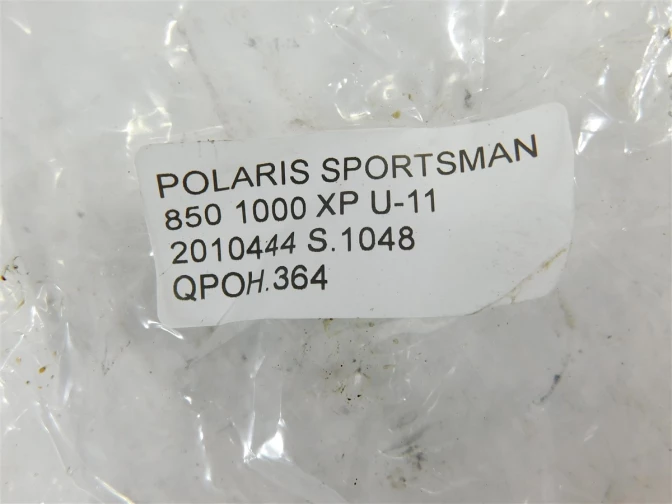 POLARIS SPORTSMAN
850 1000 XP U-11
2010444 S.1048
QPOH.364